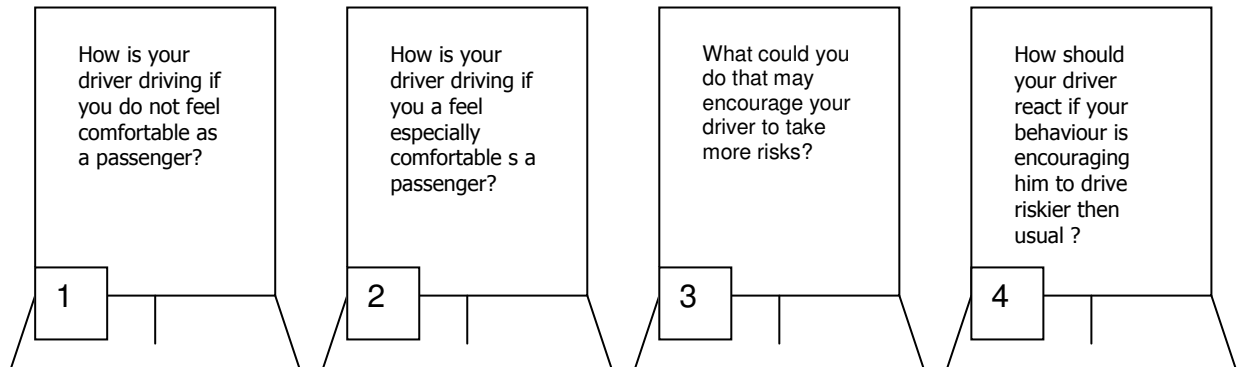 How is your
driver driving if
you do not feel
comfortable as
a passenger?
1
How is your
driver driving if
you a feel
especially
comfortable s a
passenger?
2
What could you
do that may
encourage your
driver to take
more risks?
3
How should
your driver
react if your
behaviour is
encouraging
him to drive
riskier then
usual ?
4